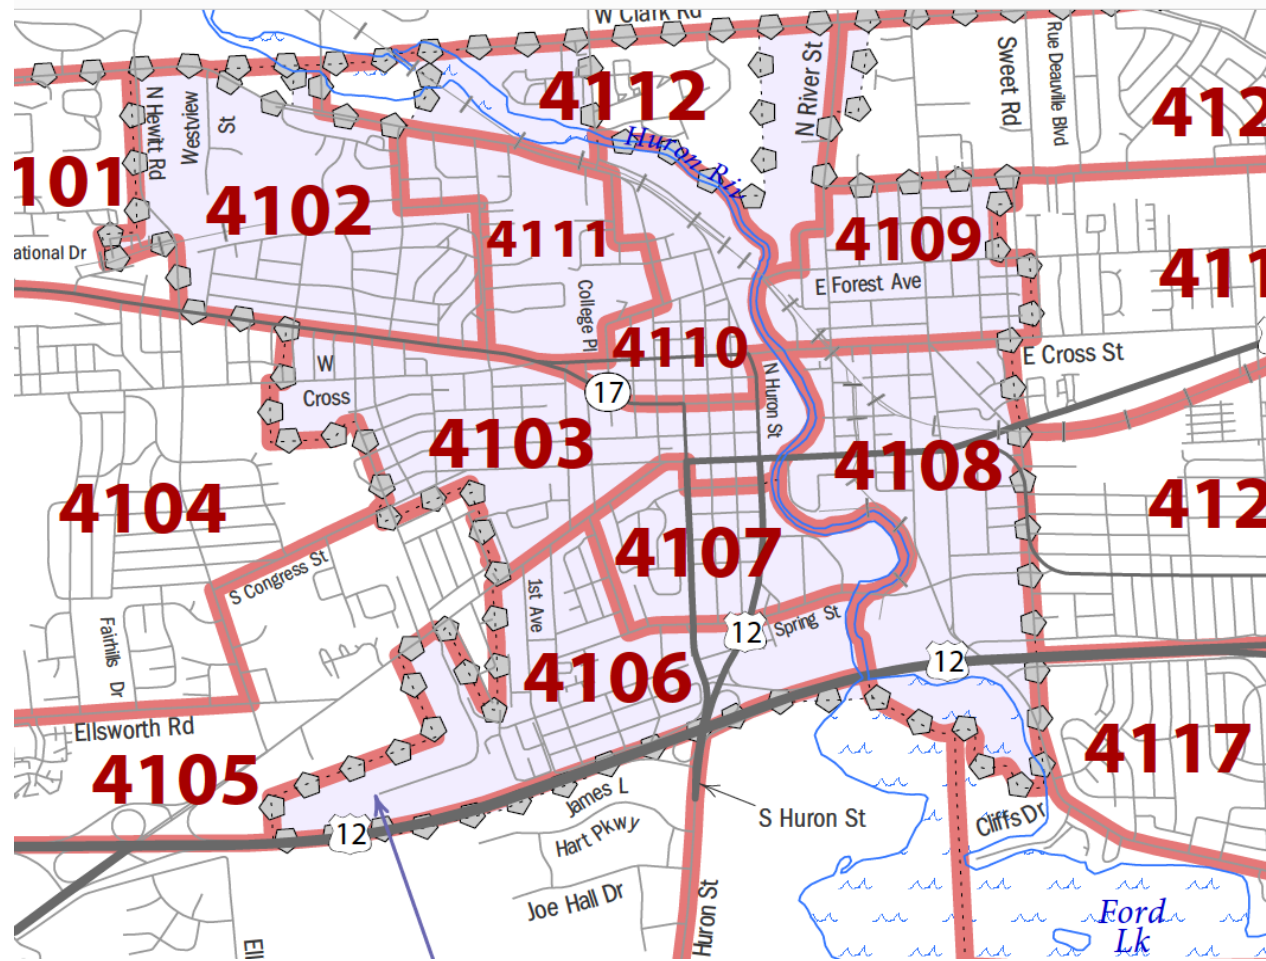 W Clark Rd
N Hewitt Rd
Westview
St
4112
N River St
Sweet Rd
Rue Deauville Blvd
412
Huron Riv
101
4102
4111
4109
ational Dr
411
E Forest Ave
College Pl
4110
E Cross St
W
Cross
17
N Huron St
4103
4108
4104
412
4107
S Congress St
1st Ave
Fairhills Dr
12
Spring St
12
4106
Ellsworth Rd
4105
4117
James L
Hart Pkwy
S Huron St
Cliffs Dr
12
Joe Hall Dr
Huron St
Ell
Ford
Lk